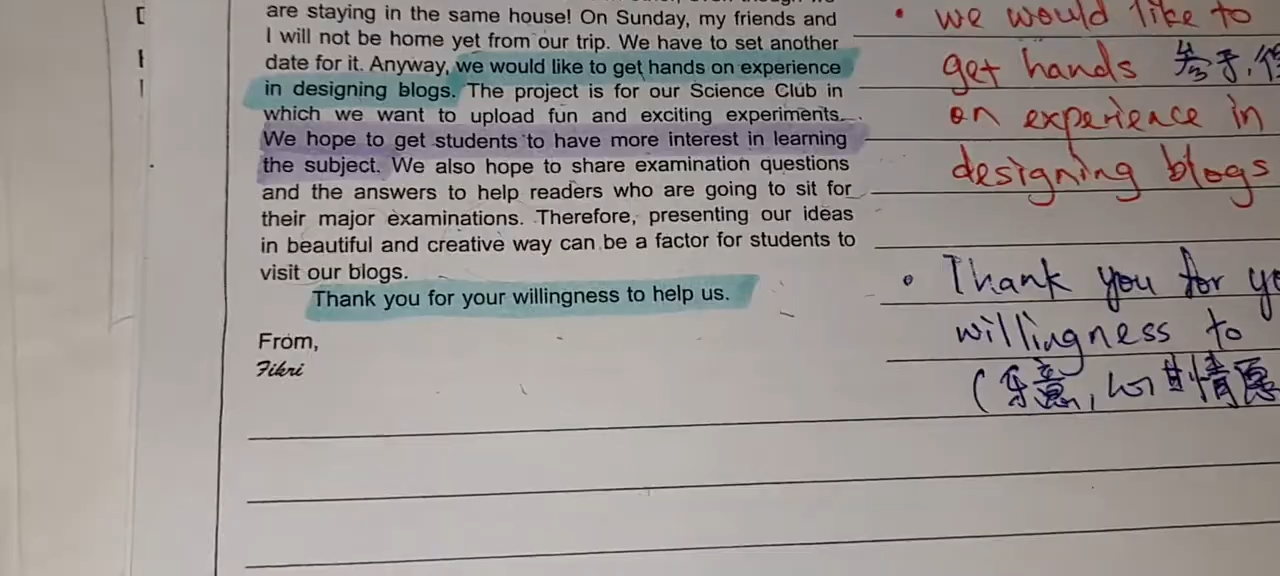 are staying in the same house! On Sunday, my friends and
I will not be home yet from our trip. We have to set another
date for it. Anyway, we would like to get hands on experience
in designing blogs. The project is for our Science Club in
which we want to upload fun and exciting experiments.
We hope to get students to have more interest in learning
the subject. We also hope to share examination questions
and the answers to help readers who are going to sit for
their major examinations. Therefore, presenting our ideas
in beautiful and creative way can be a factor for students to
visit our blogs.
Thank you for your willingness to help us.
From,
Fikri
• we would like to
get hands
on experience in
designing blogs
• Thank you for
willingness to
(乐意, 心甘情愿